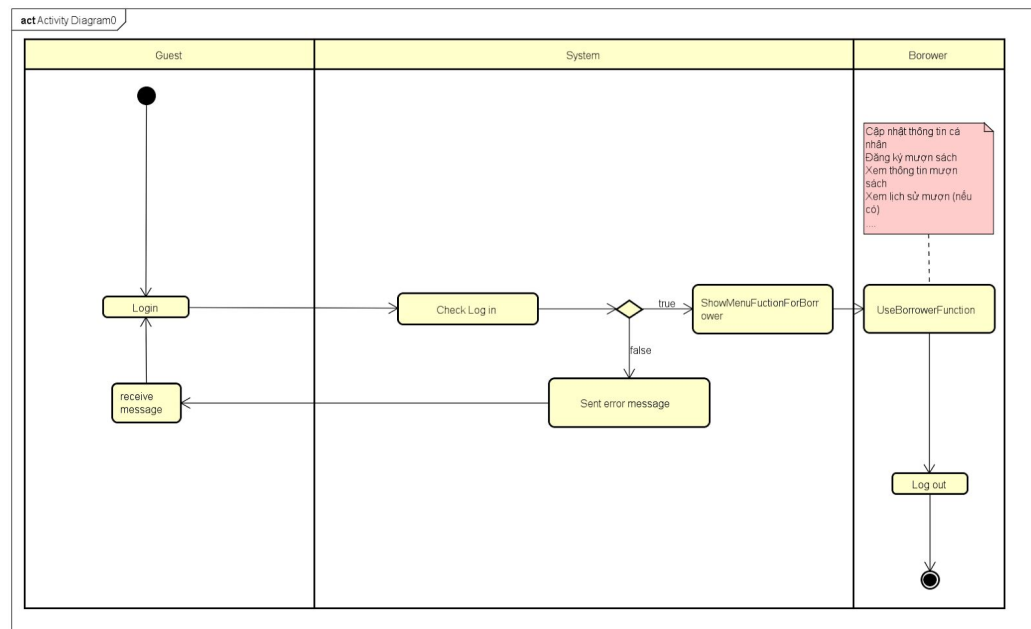 act Activity Diagram0
Guest
System
Borower
Cập nhật thông tin cá
nhân
Đăng ký mượn sách
Xem thông tin mượn
sách
Xem lịch sử mượn (nếu
có)
.....
Login
Check Log in
true
ShowMenuFuctionForBorr
ower
UseBorrowerFunction
false
receive
message
Sent error message
Log out